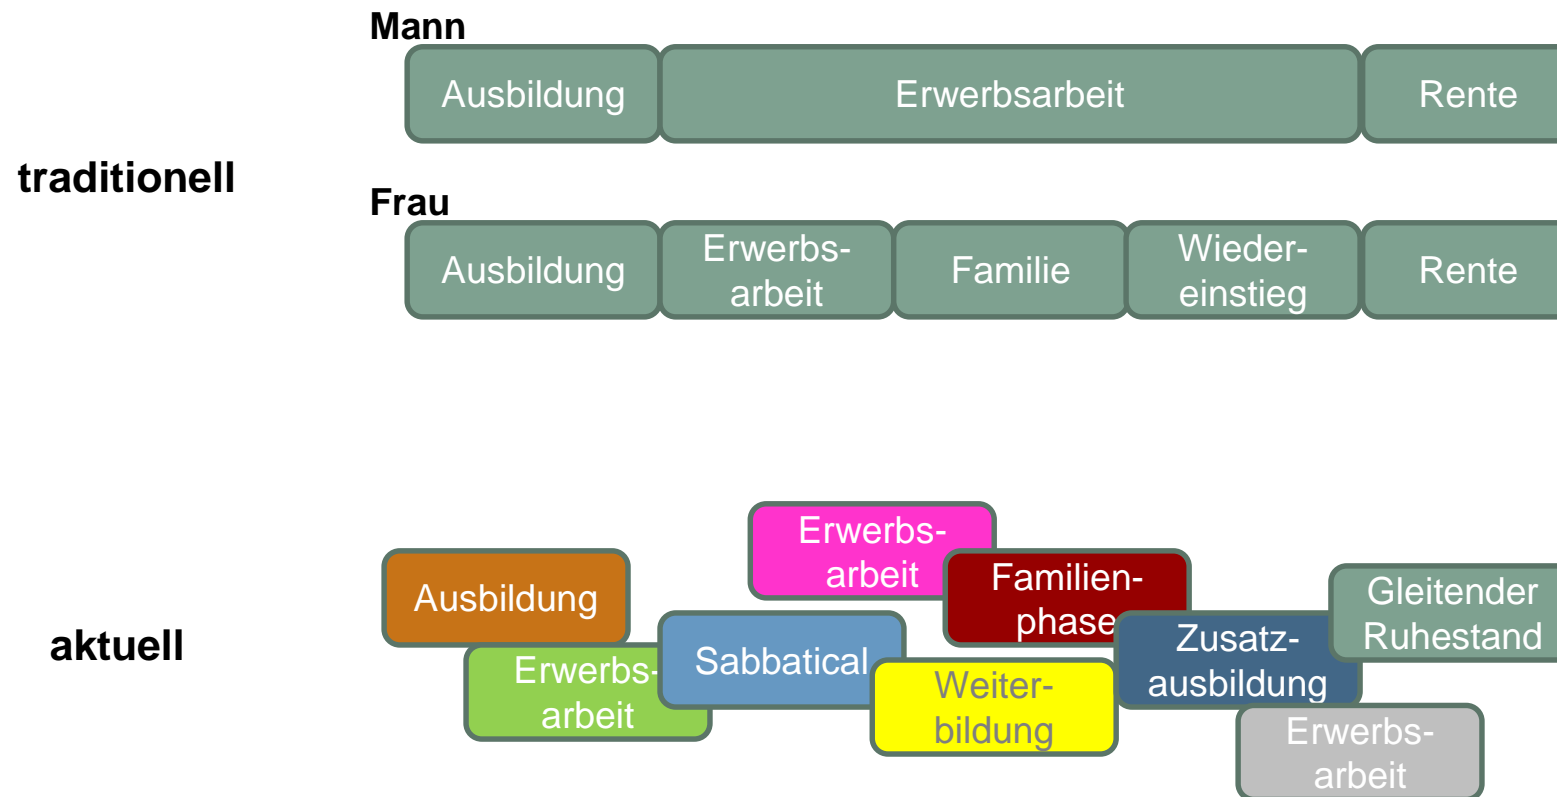 Mann
Ausbildung
Erwerbsarbeit
Rente
traditionell
Frau
Ausbildung
Erwerbs-
arbeit
Familie
Wieder-
einstieg
Rente
aktuell
Ausbildung
Erwerbs-
arbeit
Sabbatical
Erwerbs-
arbeit
Weiter-
bildung
Familien-
phase
Zusatz-
ausbildung
Erwerbs-
arbeit
Gleitender
Ruhestand